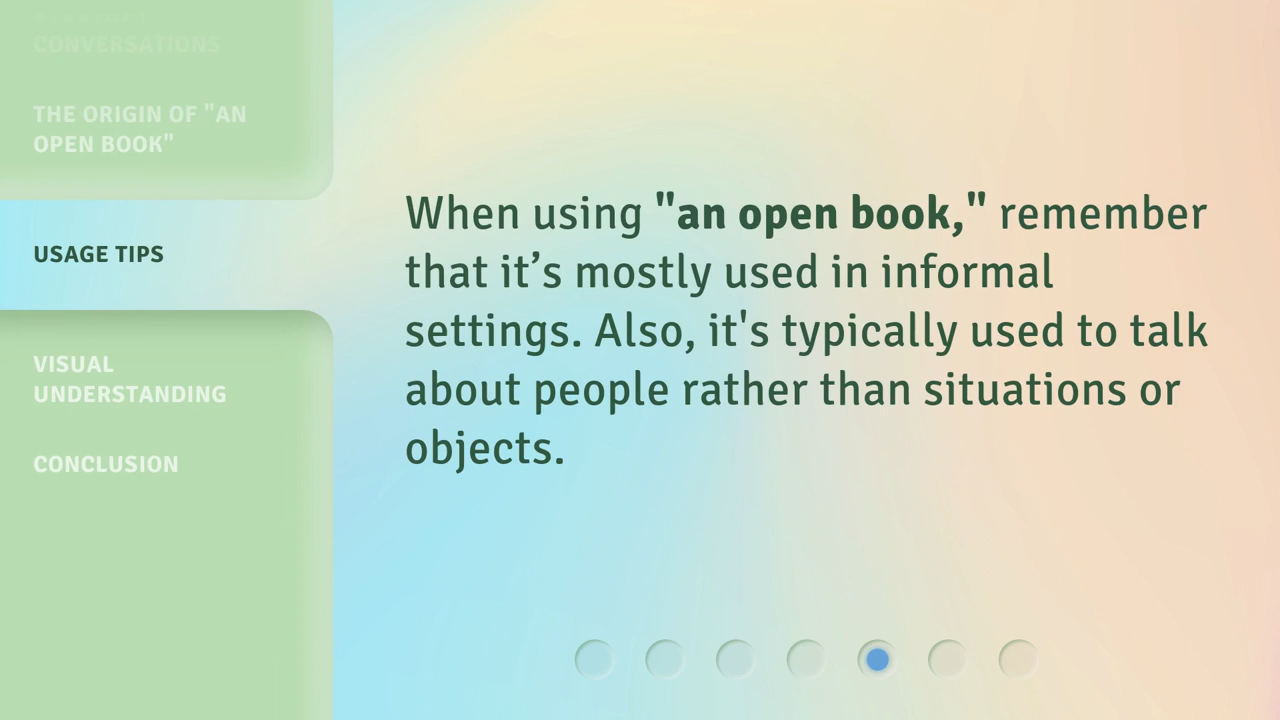 CONVERSATIONS
THE ORIGIN OF "AN
OPEN BOOK"
USAGE TIPS
VISUAL
UNDERSTANDING
CONCLUSION
When using "an open book," remember
that it’s mostly used in informal
settings. Also, it's typically used to talk
about people rather than situations or
objects.